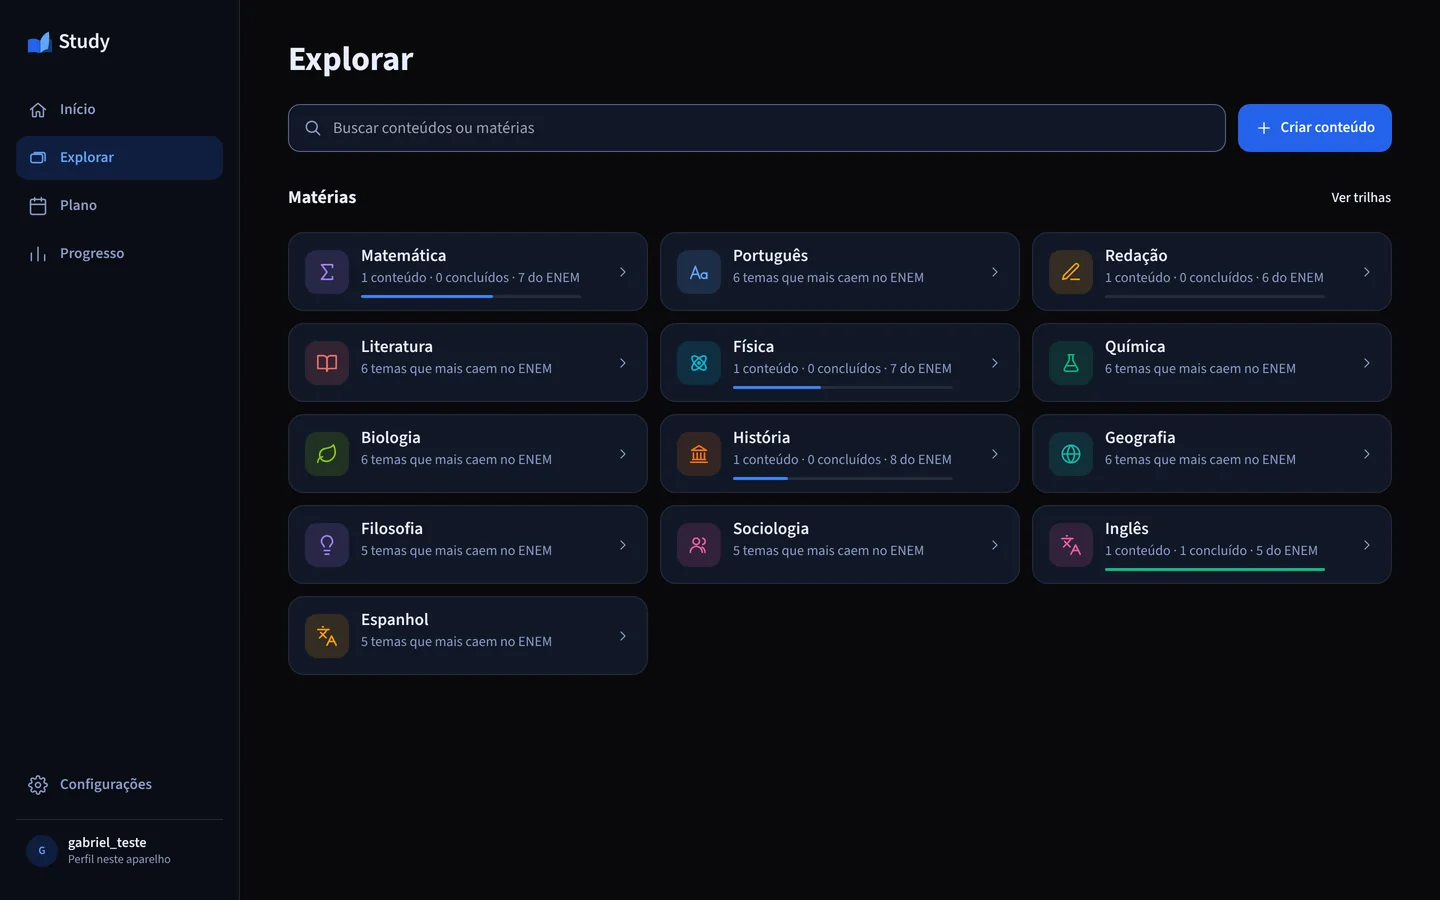 Study
Início
Explorar
Plano
Progresso
Configurações
G
gabriel_teste
Perfil neste aparelho
Explorar
Buscar conteúdos ou matérias
Criar conteúdo
Matérias
Ver trilhas
Matemática
1 conteúdo · 0 concluídos · 7 do ENEM
Aa
Português
6 temas que mais caem no ENEM
Redação
1 conteúdo · 0 concluídos · 6 do ENEM
Literatura
6 temas que mais caem no ENEM
Física
1 conteúdo · 0 concluídos · 7 do ENEM
Química
6 temas que mais caem no ENEM
Biologia
6 temas que mais caem no ENEM
História
1 conteúdo · 0 concluídos · 8 do ENEM
Geografia
6 temas que mais caem no ENEM
Filosofia
5 temas que mais caem no ENEM
Sociologia
5 temas que mais caem no ENEM
Inglês
1 conteúdo · 1 concluído · 5 do ENEM
Espanhol
5 temas que mais caem no ENEM